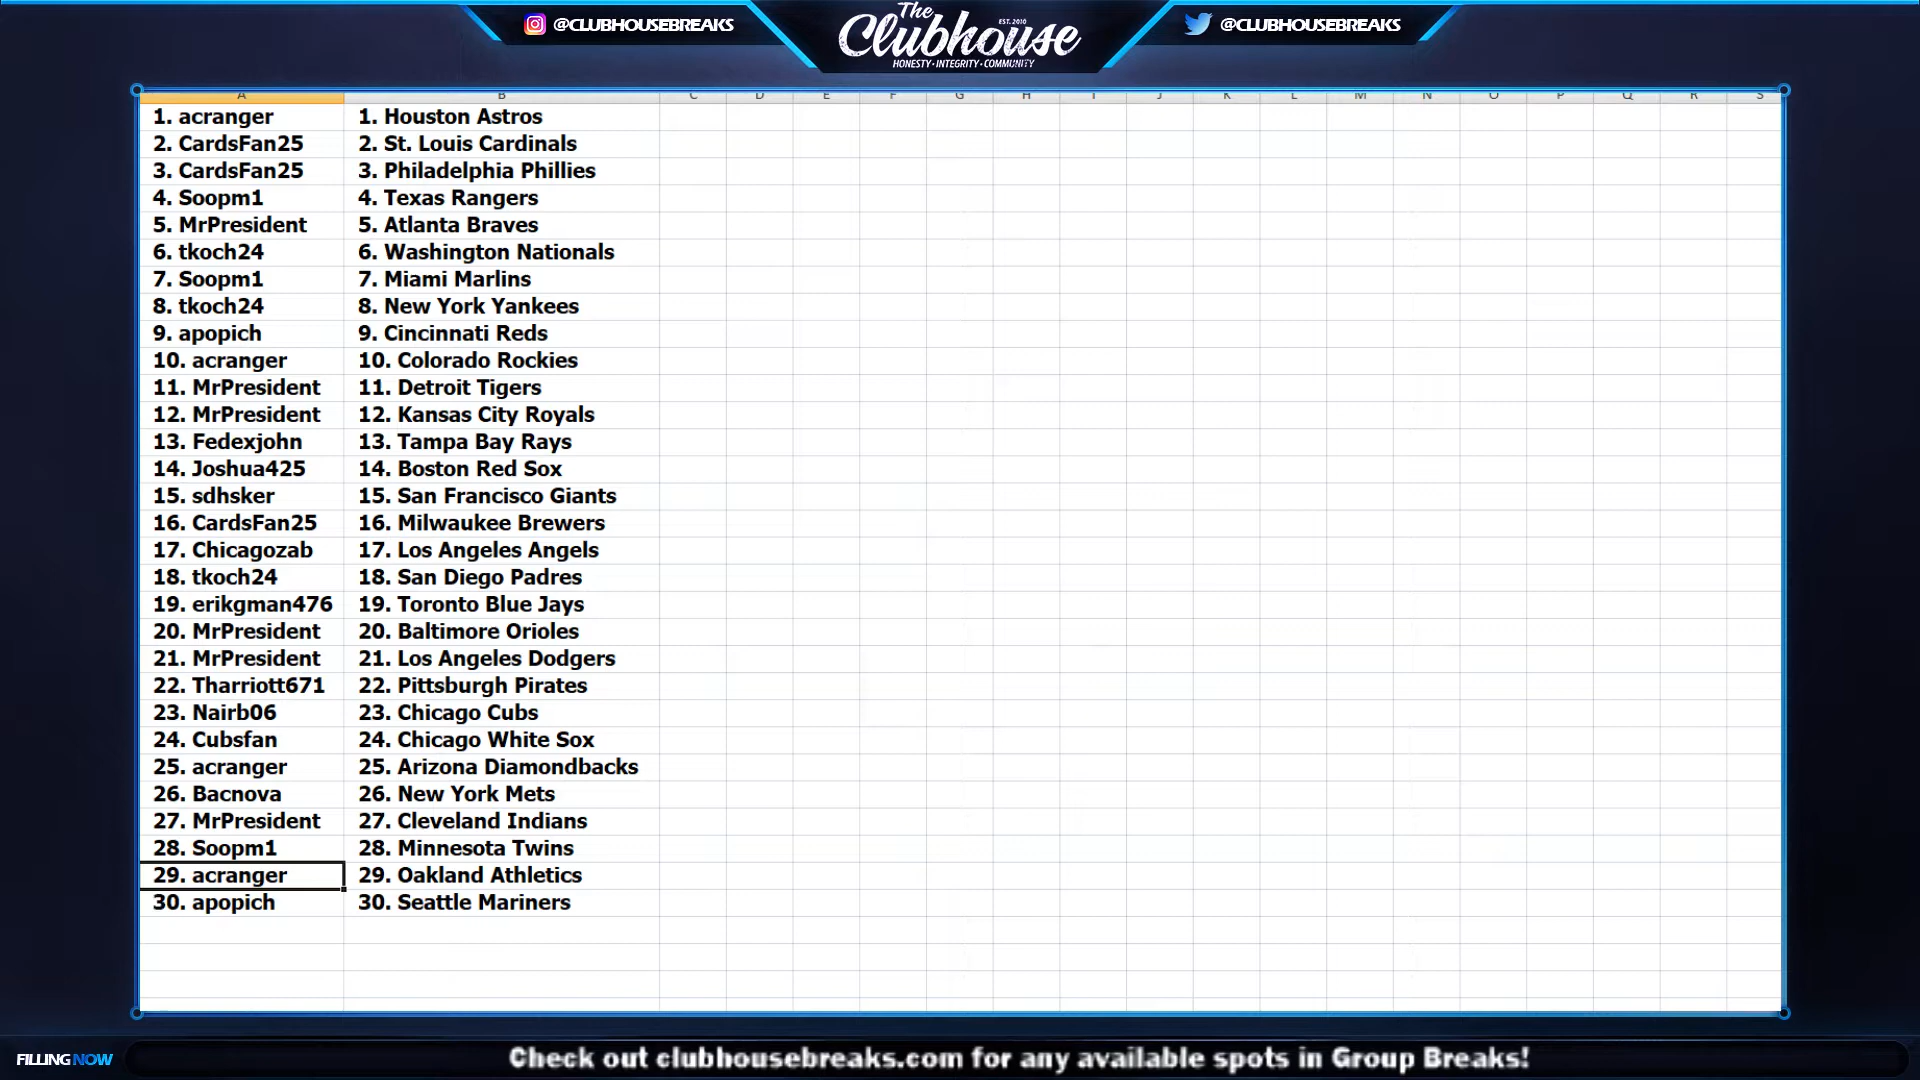 @CLUBHOUSEBREAKS
The Clubhouse
EST. 2010
HONESTY • INTEGRITY • COMMUNITY
@CLUBHOUSEBREAKS
A B C D E F G H I J K L M N O P Q R S
1. acranger 1. Houston Astros
2. CardsFan25 2. St. Louis Cardinals
3. CardsFan25 3. Philadelphia Phillies
4. Soopm1 4. Texas Rangers
5. MrPresident 5. Atlanta Braves
6. tkoch24 6. Washington Nationals
7. Soopm1 7. Miami Marlins
8. tkoch24 8. New York Yankees
9. apopich 9. Cincinnati Reds
10. acranger 10. Colorado Rockies
11. MrPresident 11. Detroit Tigers
12. MrPresident 12. Kansas City Royals
13. Fedexjohn 13. Tampa Bay Rays
14. Joshua425 14. Boston Red Sox
15. sdhsker 15. San Francisco Giants
16. CardsFan25 16. Milwaukee Brewers
17. Chicagozab 17. Los Angeles Angels
18. tkoch24 18. San Diego Padres
19. erikgman476 19. Toronto Blue Jays
20. MrPresident 20. Baltimore Orioles
21. MrPresident 21. Los Angeles Dodgers
22. Tharriott671 22. Pittsburgh Pirates
23. Nairb06 23. Chicago Cubs
24. Cubsfan 24. Chicago White Sox
25. acranger 25. Arizona Diamondbacks
26. Bacnova 26. New York Mets
27. MrPresident 27. Cleveland Indians
28. Soopm1 28. Minnesota Twins
29. acranger 29. Oakland Athletics
30. apopich 30. Seattle Mariners
FILLING NOW
Check out clubhousebreaks.com for any available spots in Group Breaks!